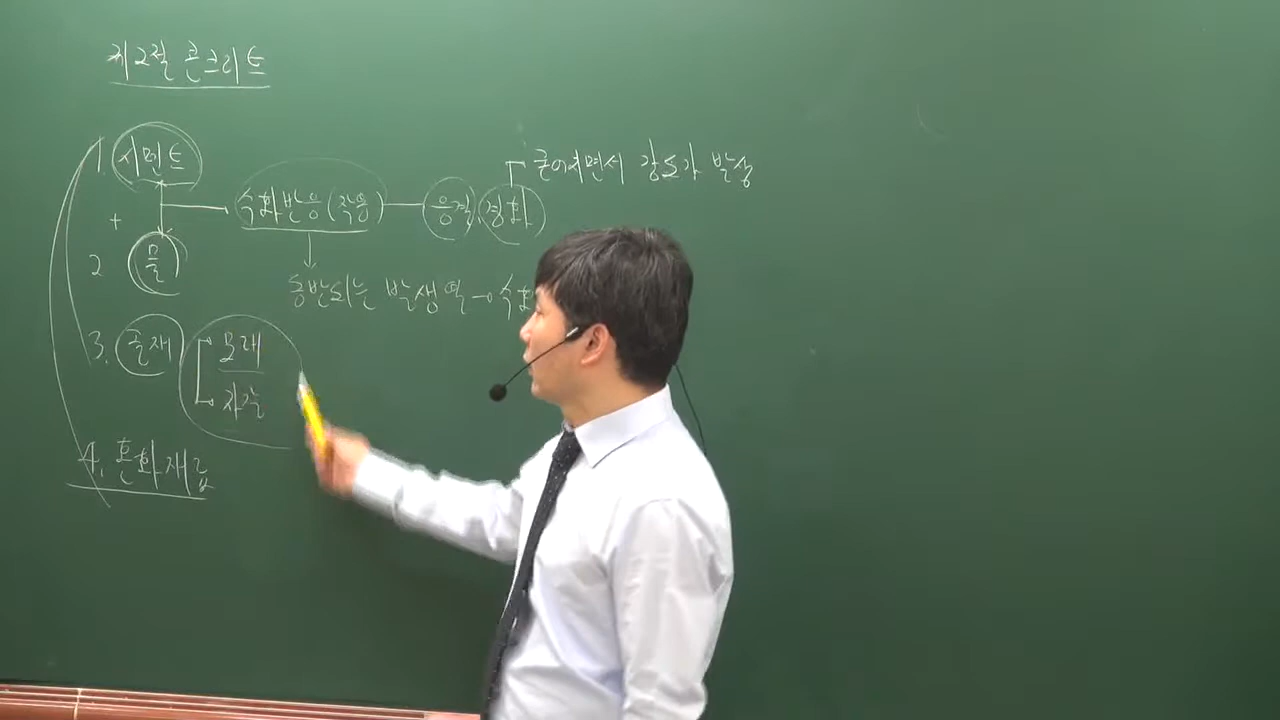 제2절 콘크리트
1. 시멘트
+
수화반응(작용) 응결, 경화
굳어지면서 강도가 발생
2 물
동반되는 발생열 → 수화
3. 골재 모래
자갈
4. 혼화재료